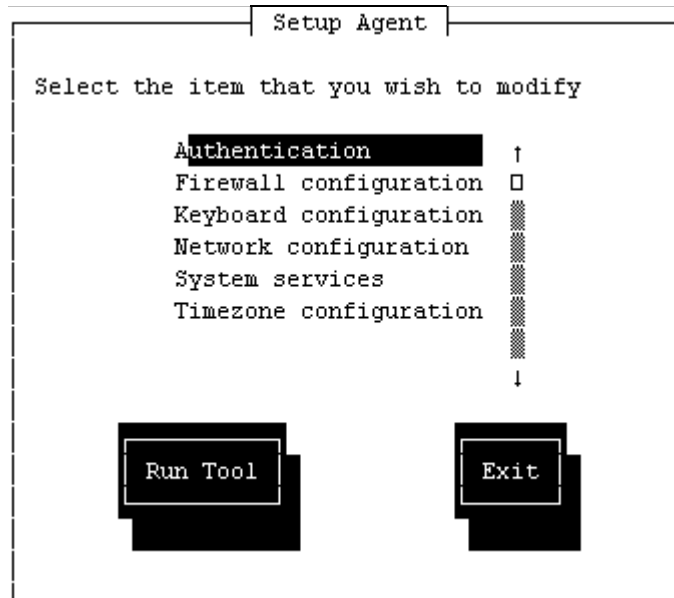 Setup Agent
Select the item that you wish to modify
Authentication
Firewall configuration
Keyboard configuration
Network configuration
System services
Timezone configuration
Run Tool
Exit